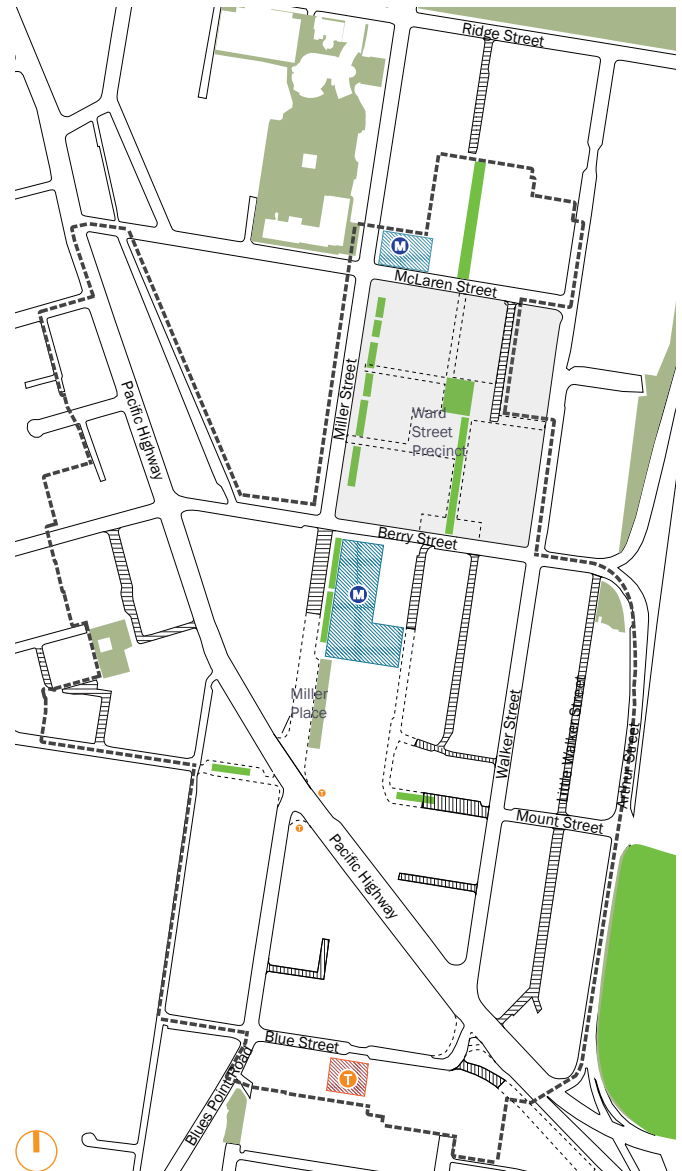 Ridge Street
M
McLaren Street
Pacific Highway
Miller Street
Ward
Street
Precinct
Berry Street
M
Miller
Place
Walker Street
Little Walker Street
Arthur Street
T
Mount Street
T
Pacific Highway
Blue Street
T
Blues Point Road